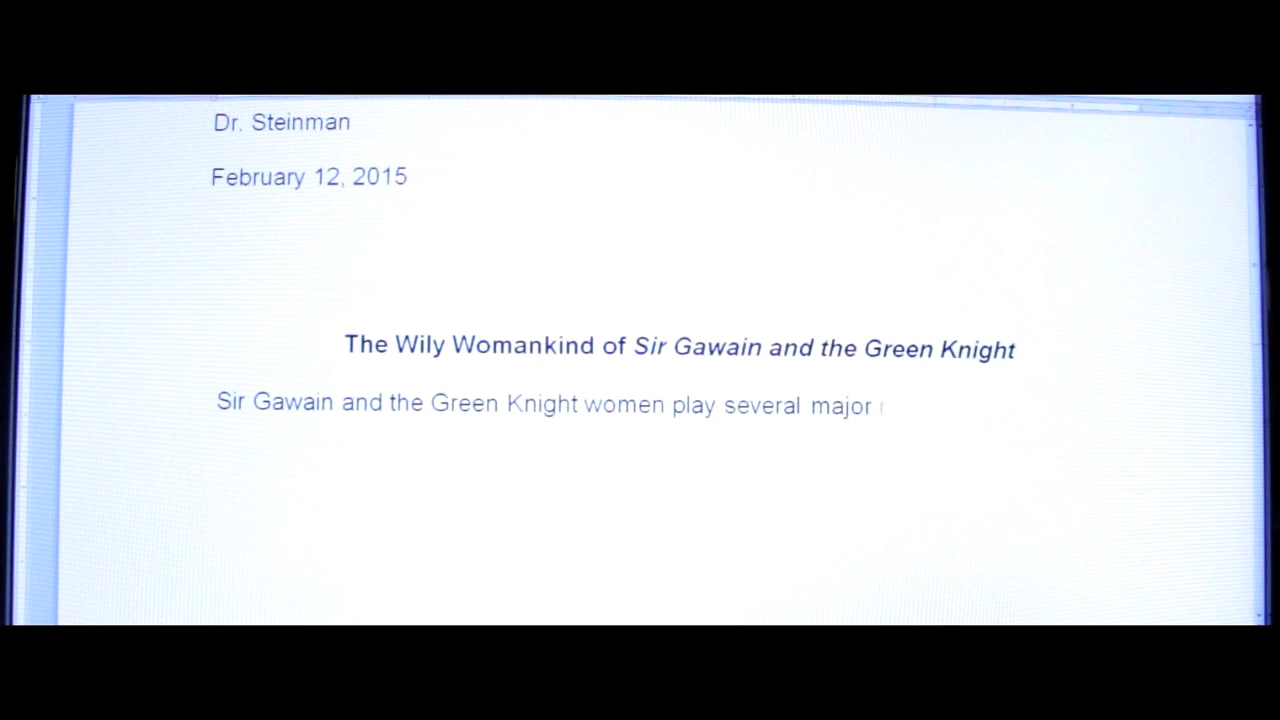 Dr. Steinman
February 12, 2015
The Wily Womankind of Sir Gawain and the Green Knight
Sir Gawain and the Green Knight women play several major r